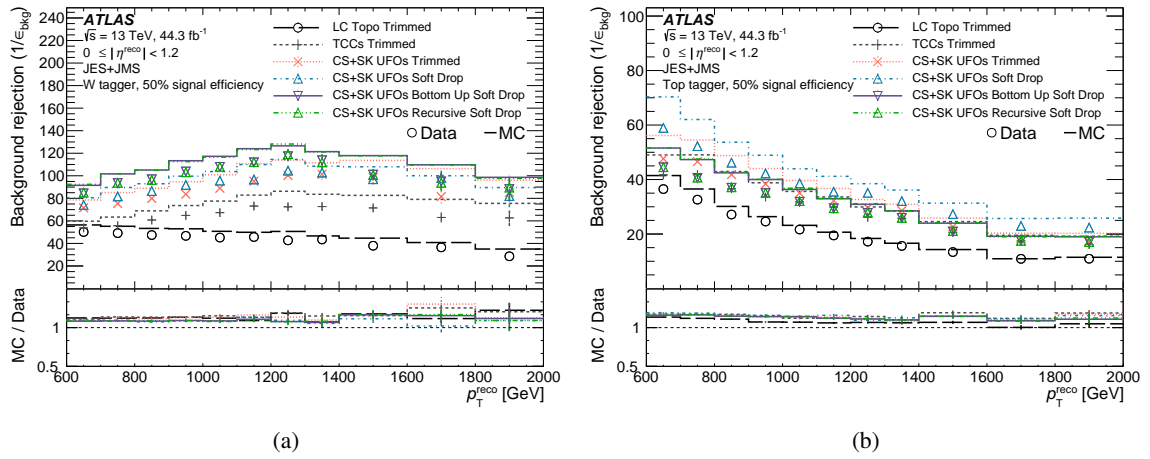 ATLAS
√s = 13 TeV, 44.3 fb⁻¹
0 ≤ |η^reco| < 1.2
JES+JMS
W tagger, 50% signal efficiency
LC Topo Trimmed
TCCs Trimmed
CS+SK UFOs Trimmed
CS+SK UFOs Soft Drop
CS+SK UFOs Bottom Up Soft Drop
CS+SK UFOs Recursive Soft Drop
Data MC
Background rejection (1/ε_bkg)
240
220
200
180
160
140
120
100
80
60
40
20
MC / Data
1
0.5
600 800 1000 1200 1400 1600 1800 2000
p_T^reco [GeV]
(a)
ATLAS
√s = 13 TeV, 44.3 fb⁻¹
0 ≤ |η^reco| < 1.2
JES+JMS
Top tagger, 50% signal efficiency
LC Topo Trimmed
TCCs Trimmed
CS+SK UFOs Trimmed
CS+SK UFOs Soft Drop
CS+SK UFOs Bottom Up Soft Drop
CS+SK UFOs Recursive Soft Drop
Data MC
Background rejection (1/ε_bkg)
100
80
60
40
20
MC / Data
1
0.5
600 800 1000 1200 1400 1600 1800 2000
p_T^reco [GeV]
(b)